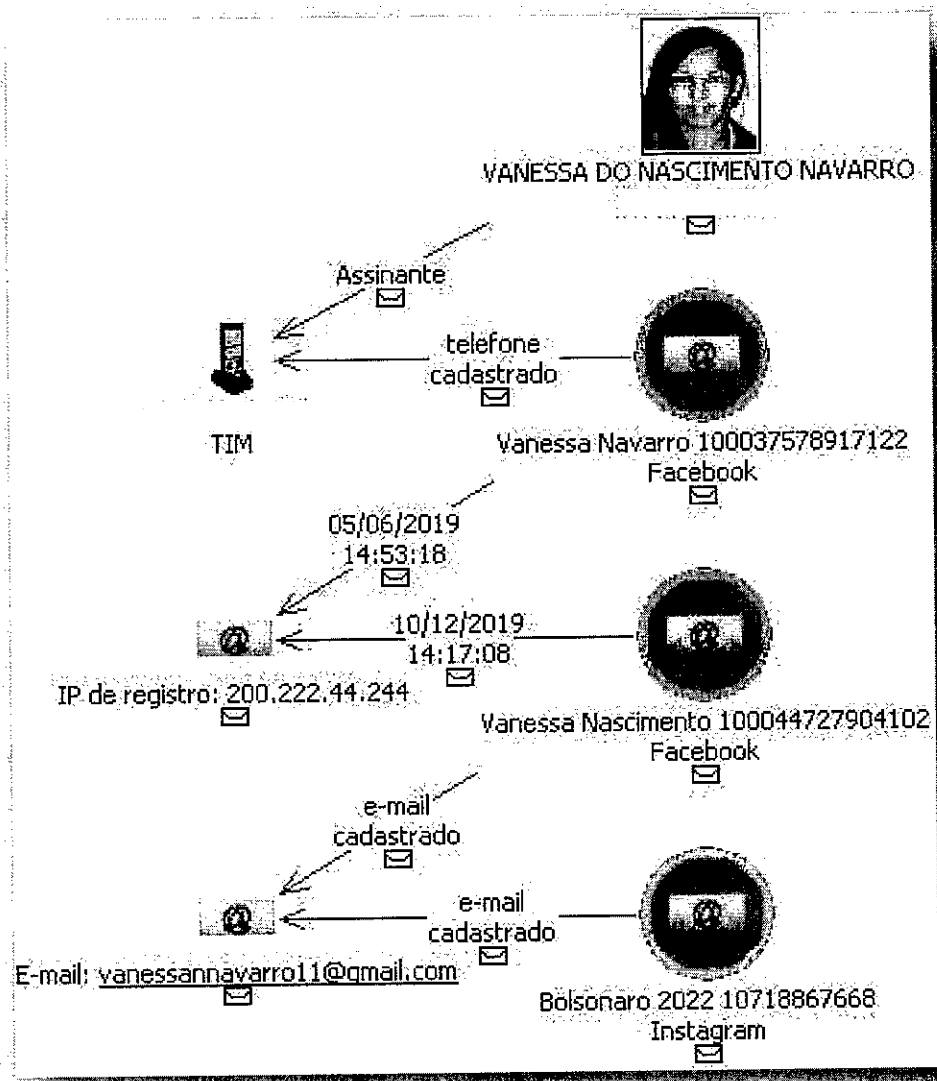 VANESSA DO NASCIMENTO NAVARRO
Assinante
telefone
cadastrado
TIM
Vanessa Navarro 100037578917122
Facebook
05/06/2019
14:53:18
10/12/2019
14:17:08
IP de registro: 200.222.44.244
Vanessa Nascimento 100044727904102
Facebook
e-mail
cadastrado
e-mail
cadastrado
E-mail: vanessannavarro11@gmail.com
Bolsonaro 2022 10718867668
Instagram